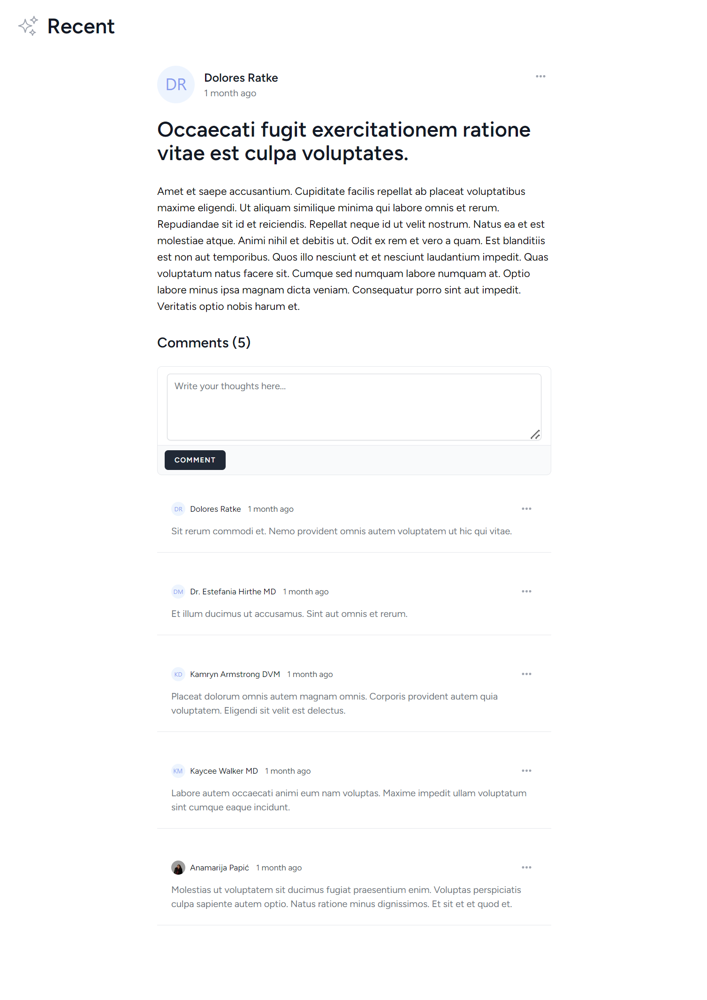 Recent
DR
Dolores Ratke
1 month ago
Occaecati fugit exercitationem ratione
vitae est culpa voluptates.
Amet et saepe accusantium. Cupiditate facilis repellat ab placeat voluptatibus
maxime eligendi. Ut aliquam similique minima qui labore omnis et rerum.
Repudiandae sit id et reiciendis. Repellat neque id ut velit nostrum. Natus ea et est
molestiae atque. Animi nihil et debitis ut. Odit ex rem et vero a quam. Est blanditiis
est non aut temporibus. Quos illo nesciunt et et nesciunt laudantium impedit. Quas
voluptatum natus facere sit. Cumque sed numquam labore numquam at. Optio
labore minus ipsa magnam dicta veniam. Consequatur porro sint aut impedit.
Veritatis optio nobis harum et.
Comments (5)
Write your thoughts here...
COMMENT
DR Dolores Ratke 1 month ago
Sit rerum commodi et. Nemo provident omnis autem voluptatem ut hic qui vitae.
DM Dr. Estefania Hirthe MD 1 month ago
Et illum ducimus ut accusamus. Sint aut omnis et rerum.
KD Kamryn Armstrong DVM 1 month ago
Placeat dolorum omnis autem magnam omnis. Corporis provident autem quia
voluptatem. Eligendi sit velit est delectus.
KM Kaycee Walker MD 1 month ago
Labore autem occaecati animi eum nam voluptas. Maxime impedit ullam voluptatum
sint cumque eaque incidunt.
Anamarija Papić 1 month ago
Molestias ut voluptatem sit ducimus fugiat praesentium enim. Voluptas perspiciatis
culpa sapiente autem optio. Natus ratione minus dignissimos. Et sit et et quod et.